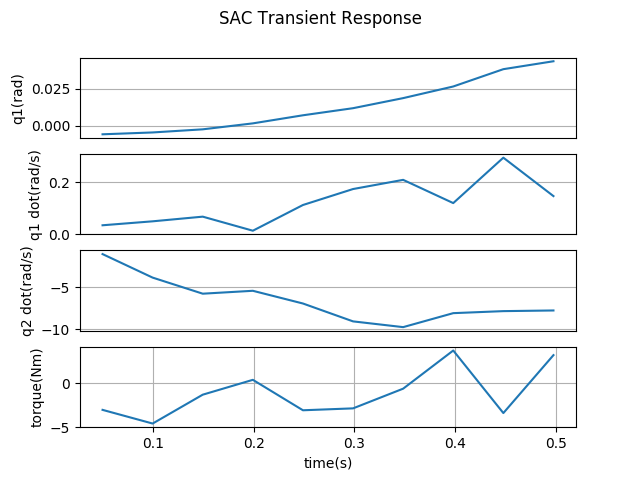 SAC Transient Response
q1(rad)
0.025
0.000
q1 dot(rad/s)
0.2
0.0
q2 dot(rad/s)
−5
−10
torque(Nm)
0
−5
0.1 0.2 0.3 0.4 0.5
time(s)